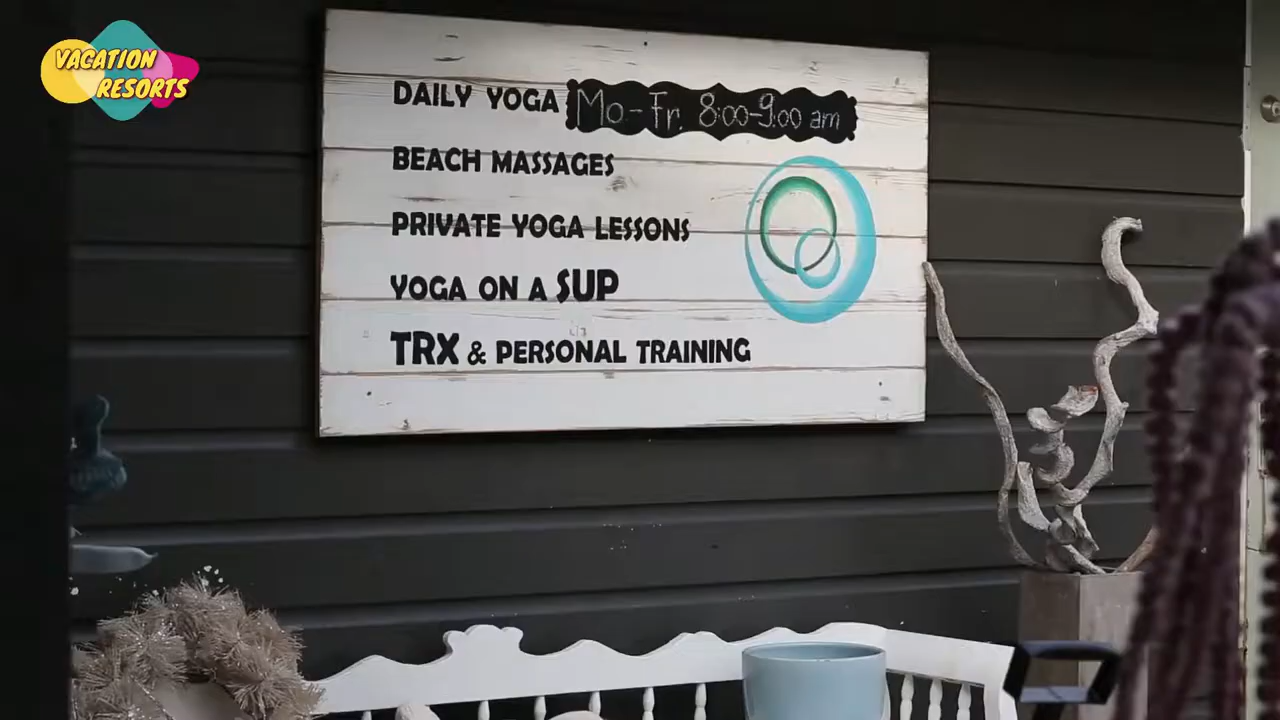 VACATION
RESORTS
DAILY YOGA Mo-Fr. 8:00-9:00 am
BEACH MASSAGES
PRIVATE YOGA LESSONS
YOGA ON A SUP
TRX & PERSONAL TRAINING